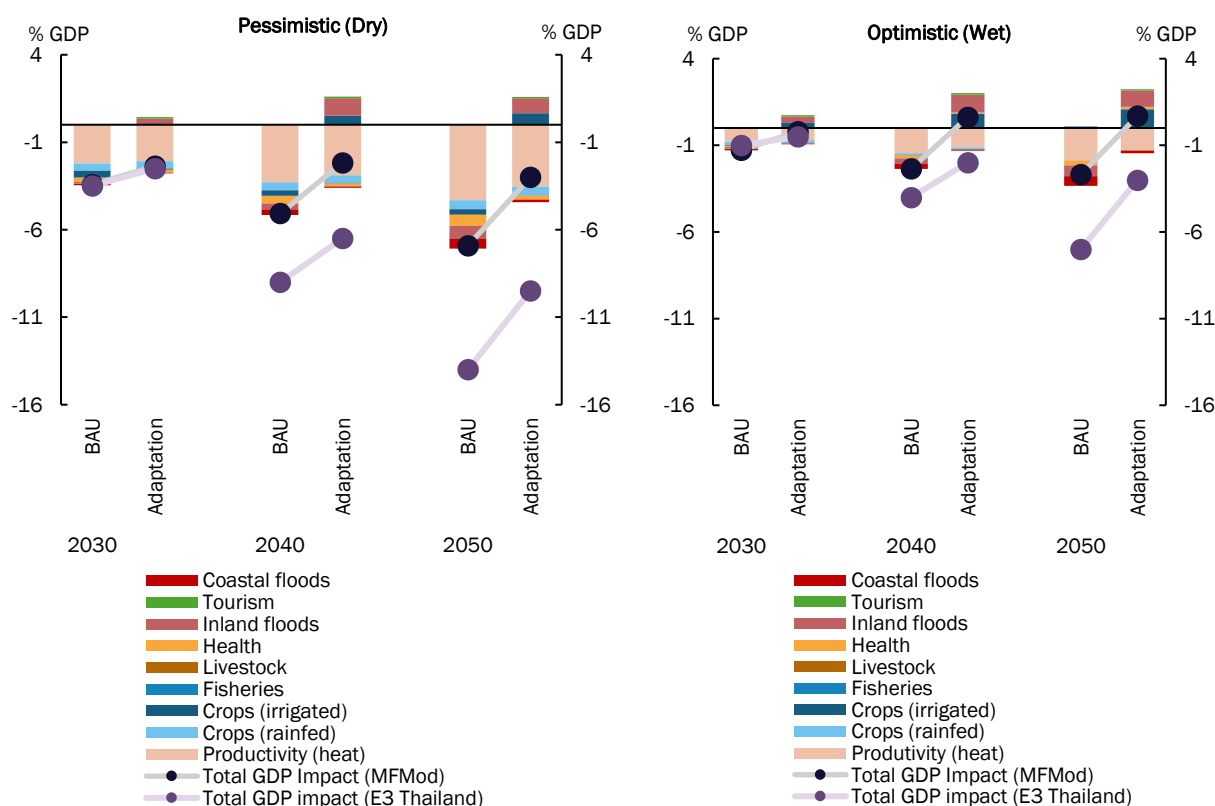 Pessimistic (Dry)
% GDP
% GDP
4
-1
-6
-11
-16
4
-1
-6
-11
-16
BAU
Adaptation
BAU
Adaptation
BAU
Adaptation
2030
2040
2050
Coastal floods
Tourism
Inland floods
Health
Livestock
Fisheries
Crops (irrigated)
Crops (rainfed)
Productivity (heat)
Total GDP Impact (MFMod)
Total GDP impact (E3 Thailand)
Optimistic (Wet)
% GDP
% GDP
4
-1
-6
-11
-16
4
-1
-6
-11
-16
BAU
Adaptation
BAU
Adaptation
BAU
Adaptation
2030
2040
2050
Coastal floods
Tourism
Inland floods
Health
Livestock
Fisheries
Crops (irrigated)
Crops (rainfed)
Produtivity (heat)
Total GDP Impact (MFMod)
Total GDP impact (E3 Thailand)